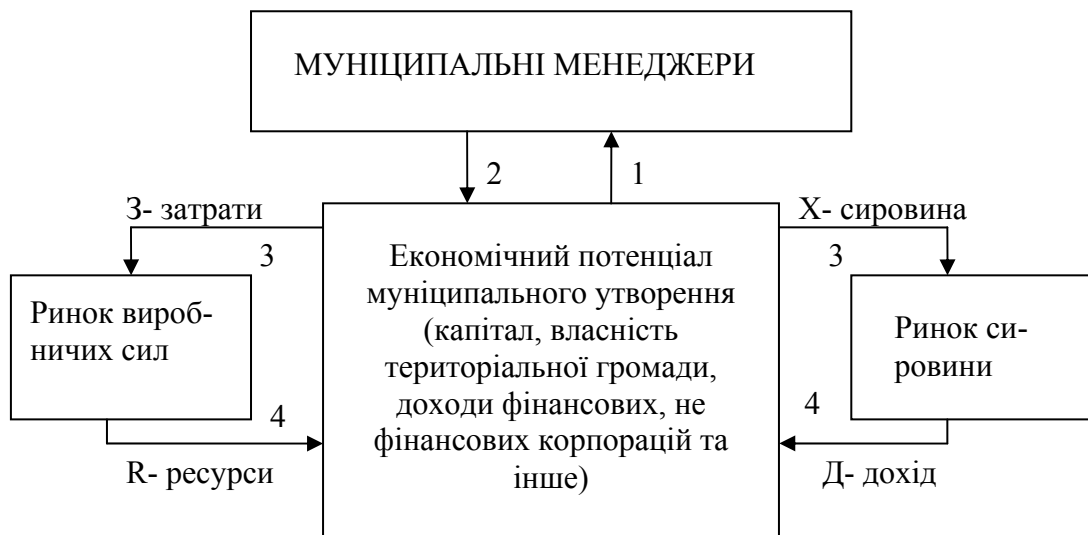 МУНІЦИПАЛЬНІ МЕНЕДЖЕРИ
2
1
З- затрати
Х- сировина
3
3
Ринок вироб-
ничих сил
Економічний потенціал
муніципального утворення
(капітал, власність
територіальної громади,
доходи фінансових, не
фінансових корпорацій та
інше)
Ринок си-
ровини
4
4
R- ресурси
Д- дохід